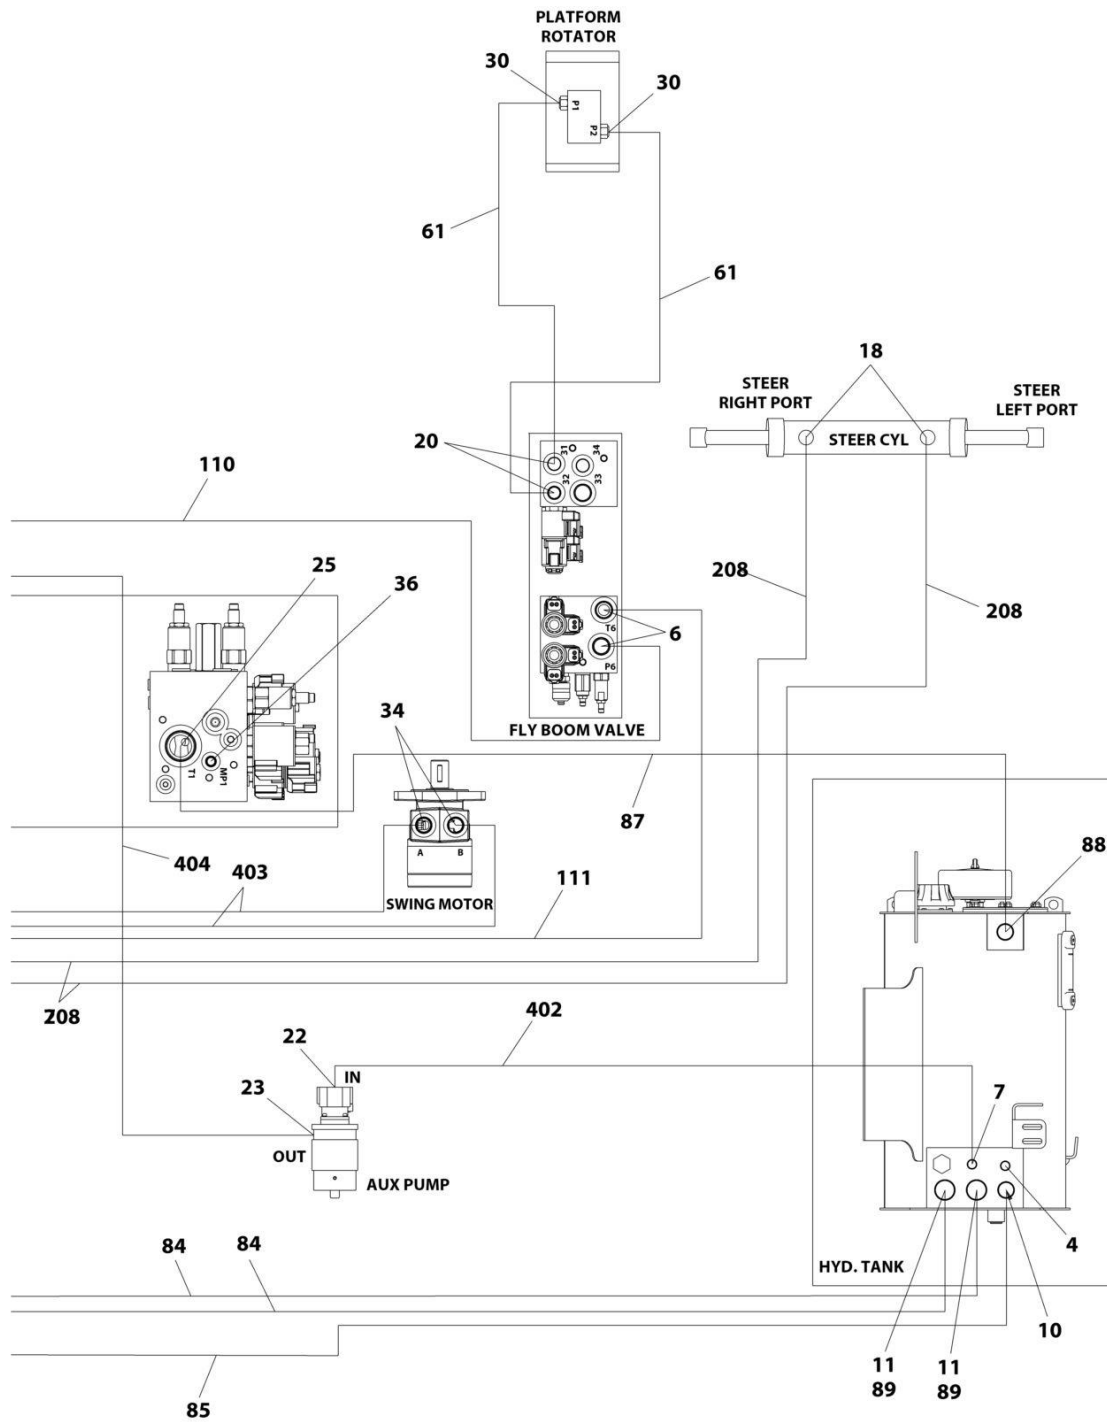 PLATFORM
ROTATOR
30
P1
30
P2
61
61
18
STEER
RIGHT PORT
STEER
LEFT PORT
STEER CYL
20
31
34
32
33
110
25
36
208
208
T6
6
P6
FLY BOOM VALVE
34
T1
MP1
87
88
404
403
A
B
SWING MOTOR
111
208
402
22
IN
23
7
OUT
AUX PUMP
4
84
84
HYD. TANK
10
11
89
11
89
85